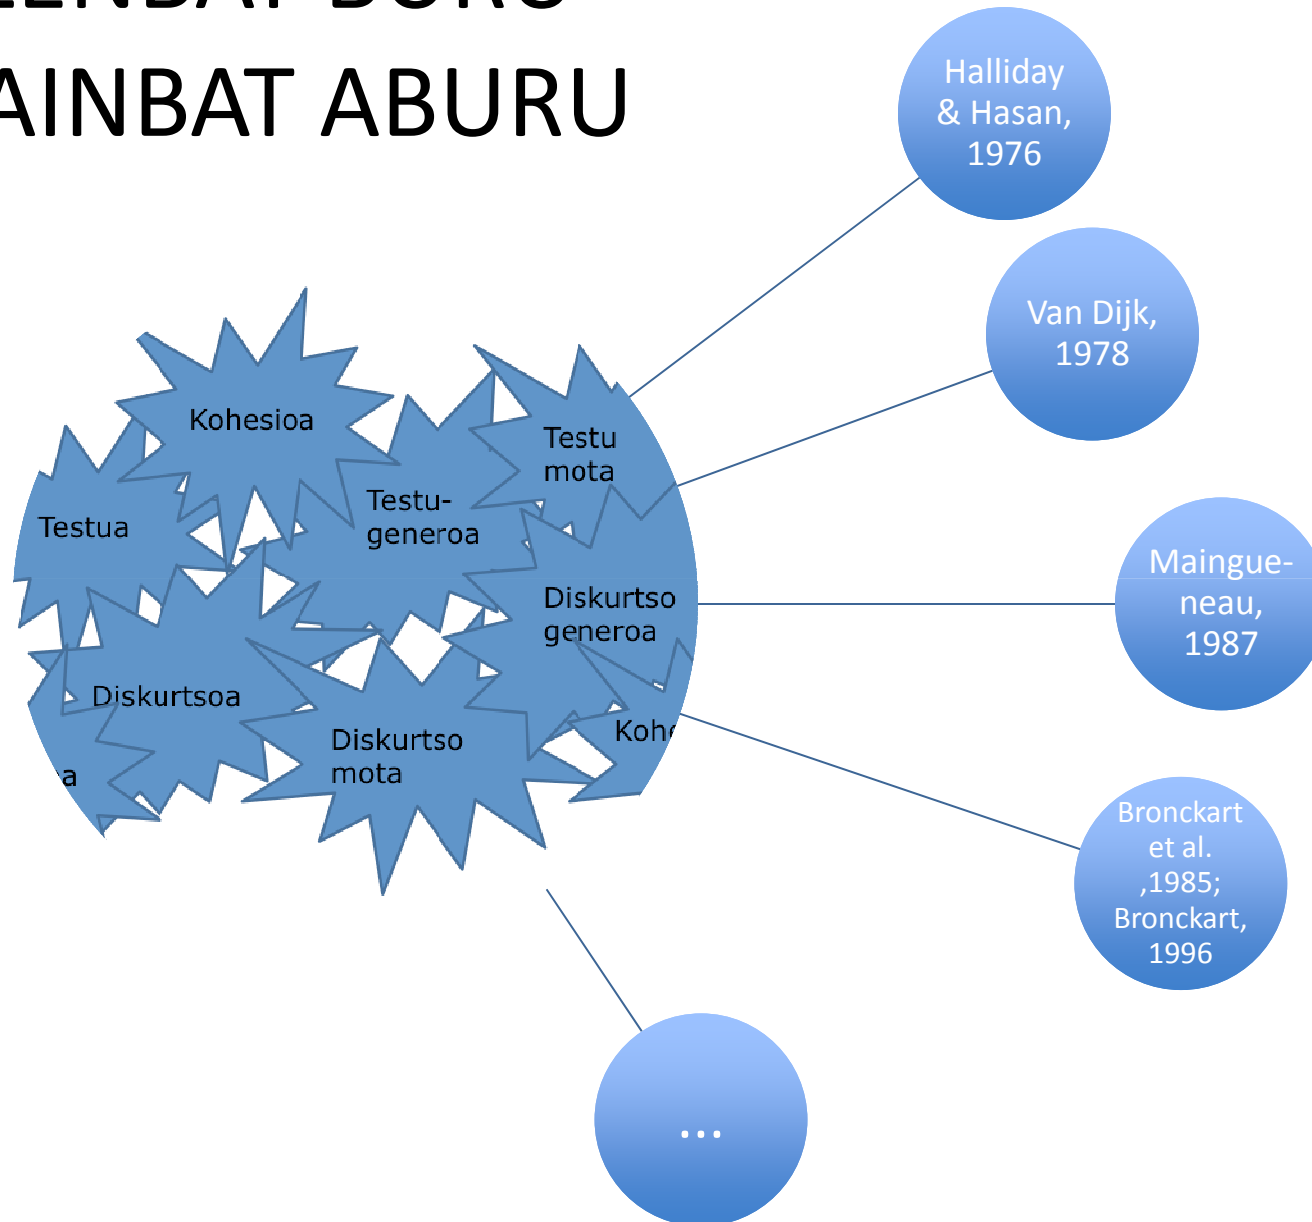 AINBAT ABURU
Halliday
& Hasan,
1976
Van Dijk,
1978
Kohesioa
Testu
mota
Testu-
generoa
Testua
Maingue-
neau,
1987
Diskurtso
generoa
Diskurtsoa
Diskurtso
mota
Kohe
a
Bronckart
et al.
,1985;
Bronckart,
1996
...